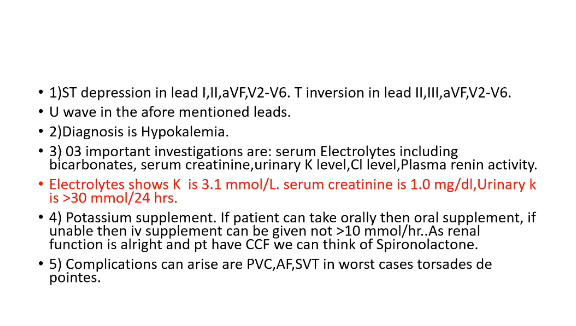 • 1)ST depression in lead I,II,aVF,V2-V6. T inversion in lead II,III,aVF,V2-V6.
• U wave in the afore mentioned leads.
• 2)Diagnosis is Hypokalemia.
• 3) 03 important investigations are: serum Electrolytes including
bicarbonates, serum creatinine,urinary K level,Cl level,Plasma renin activity.
• Electrolytes shows K  is 3.1 mmol/L. serum creatinine is 1.0 mg/dl,Urinary k
is >30 mmol/24 hrs.
• 4) Potassium supplement. If patient can take orally then oral supplement, if
unable then iv supplement can be given not >10 mmol/hr..As renal
function is alright and pt have CCF we can think of Spironolactone.
• 5) Complications can arise are PVC,AF,SVT in worst cases torsades de
pointes.